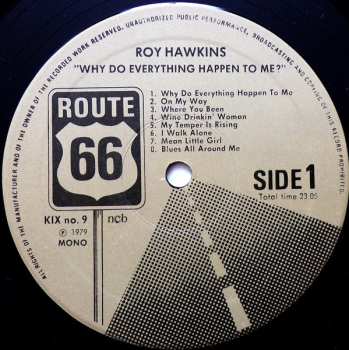 ALL RIGHTS OF THE MANUFACTURER AND OF THE OWNER OF THE RECORDED WORK RESERVED. UNAUTHORIZED PUBLIC PERFORMANCE, BROADCASTING AND COPYING OF THIS RECORD PROHIBITED.
ROY HAWKINS
"WHY DO EVERYTHING HAPPEN TO ME?"
ROUTE
66
1. Why Do Everything Happen To Me
2. On My Way
3. Where You Been
4. Wine Drinkin' Woman
5. My Temper Is Rising
6. I Walk Alone
7. Mean Little Girl
8. Blues All Around Me
SIDE 1
Total time 23:05
KIX no. 9
ncb
℗ 1979
MONO